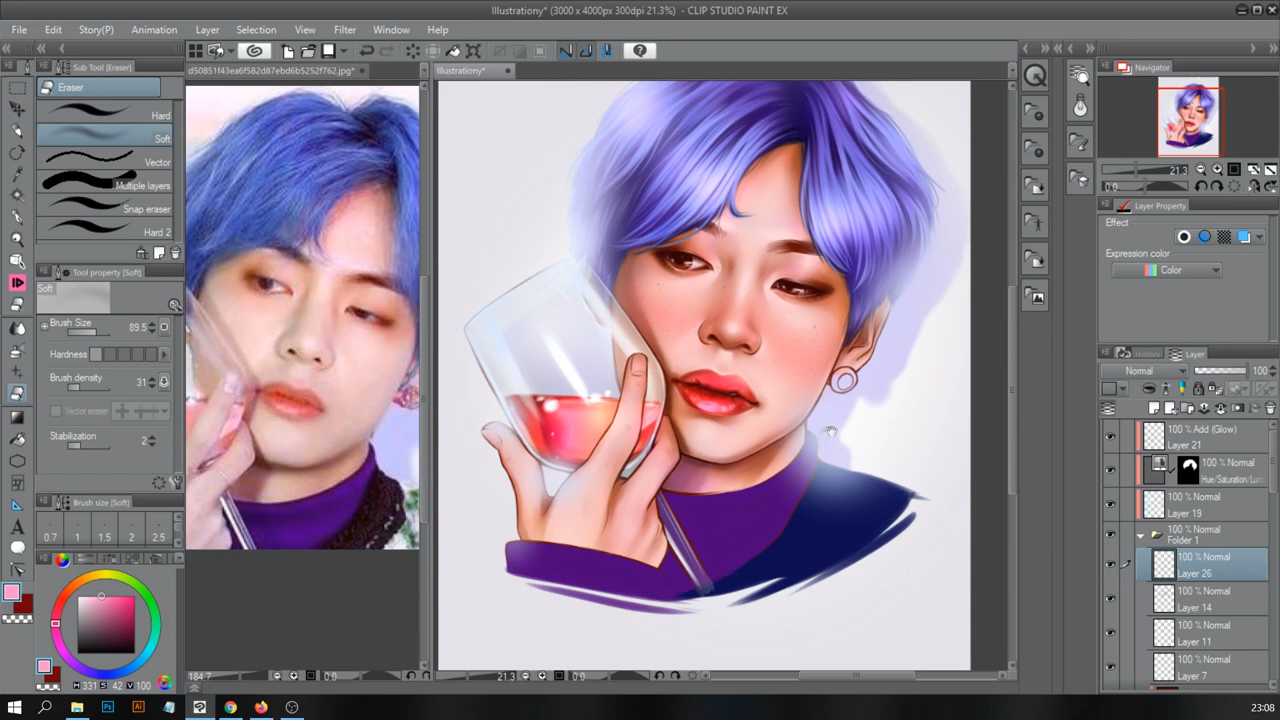 Illustrationy* (3000 x 4000px 300dpi 21.3%) - CLIP STUDIO PAINT EX
File Edit Story(P) Animation Layer Selection View Filter Window Help
Sub Tool [Eraser]
d50851f43ea6f582d87ebd6b5252f762.jpg*
Illustrationy*
Navigator
Eraser
Hard
Soft
Vector
Multiple layers
Snap eraser
Hard 2
21.3
0.0
Layer Property
Effect
Expression color
Color
Tool property [Soft]
Soft
Brush Size 89.5
Hardness
Brush density 31
Vector eraser
Stabilization 2
Brush size [Soft]
0.7 1 1.5 2 2.5
History Layer
Normal 100
100 % Add (Glow)
Layer 21
100 % Normal
Hue/Saturation/Lumi
100 % Normal
Layer 19
100 % Normal
Folder 1
100 % Normal
Layer 26
100 % Normal
Layer 14
100 % Normal
Layer 11
100 % Normal
Layer 7
H 331 S 42 V 100
184.7 0.0 21.3 0.0
Ps Ai
23:08